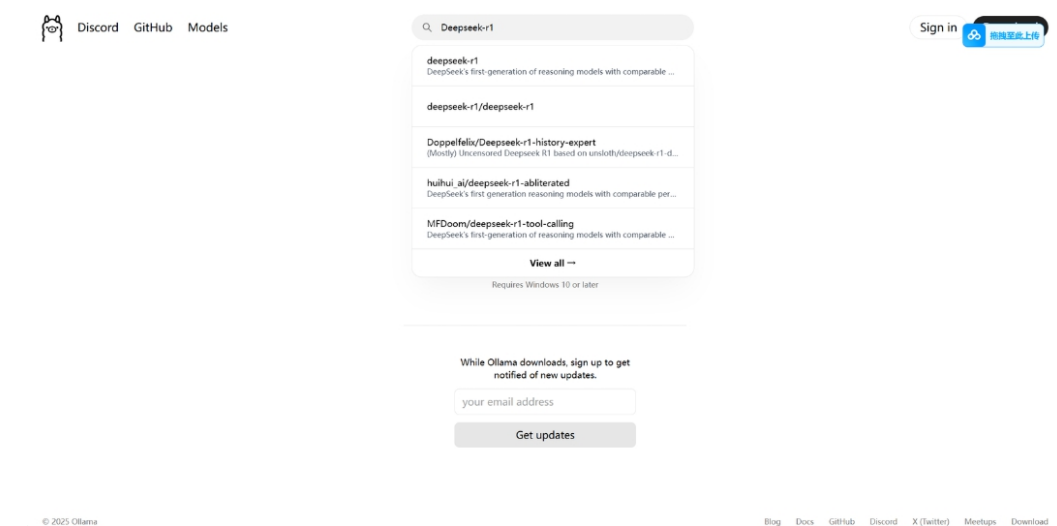 Discord GitHub Models
Deepseek-r1
Sign in
拖拽至此上传
deepseek-r1
DeepSeek's first-generation of reasoning models with comparable ...
deepseek-r1/deepseek-r1
Doppelfelix/Deepseek-r1-history-expert
(Mostly) Uncensored Deepseek R1 based on unsloth/deepseek-r1-d...
huihui_ai/deepseek-r1-abliterated
DeepSeek's first generation reasoning models with comparable per...
MFDoom/deepseek-r1-tool-calling
DeepSeek's first-generation of reasoning models with comparable ...
View all →
Requires Windows 10 or later
While Ollama downloads, sign up to get
notified of new updates.
your email address
Get updates
© 2025 Ollama
Blog Docs GitHub Discord X (Twitter) Meetups Download